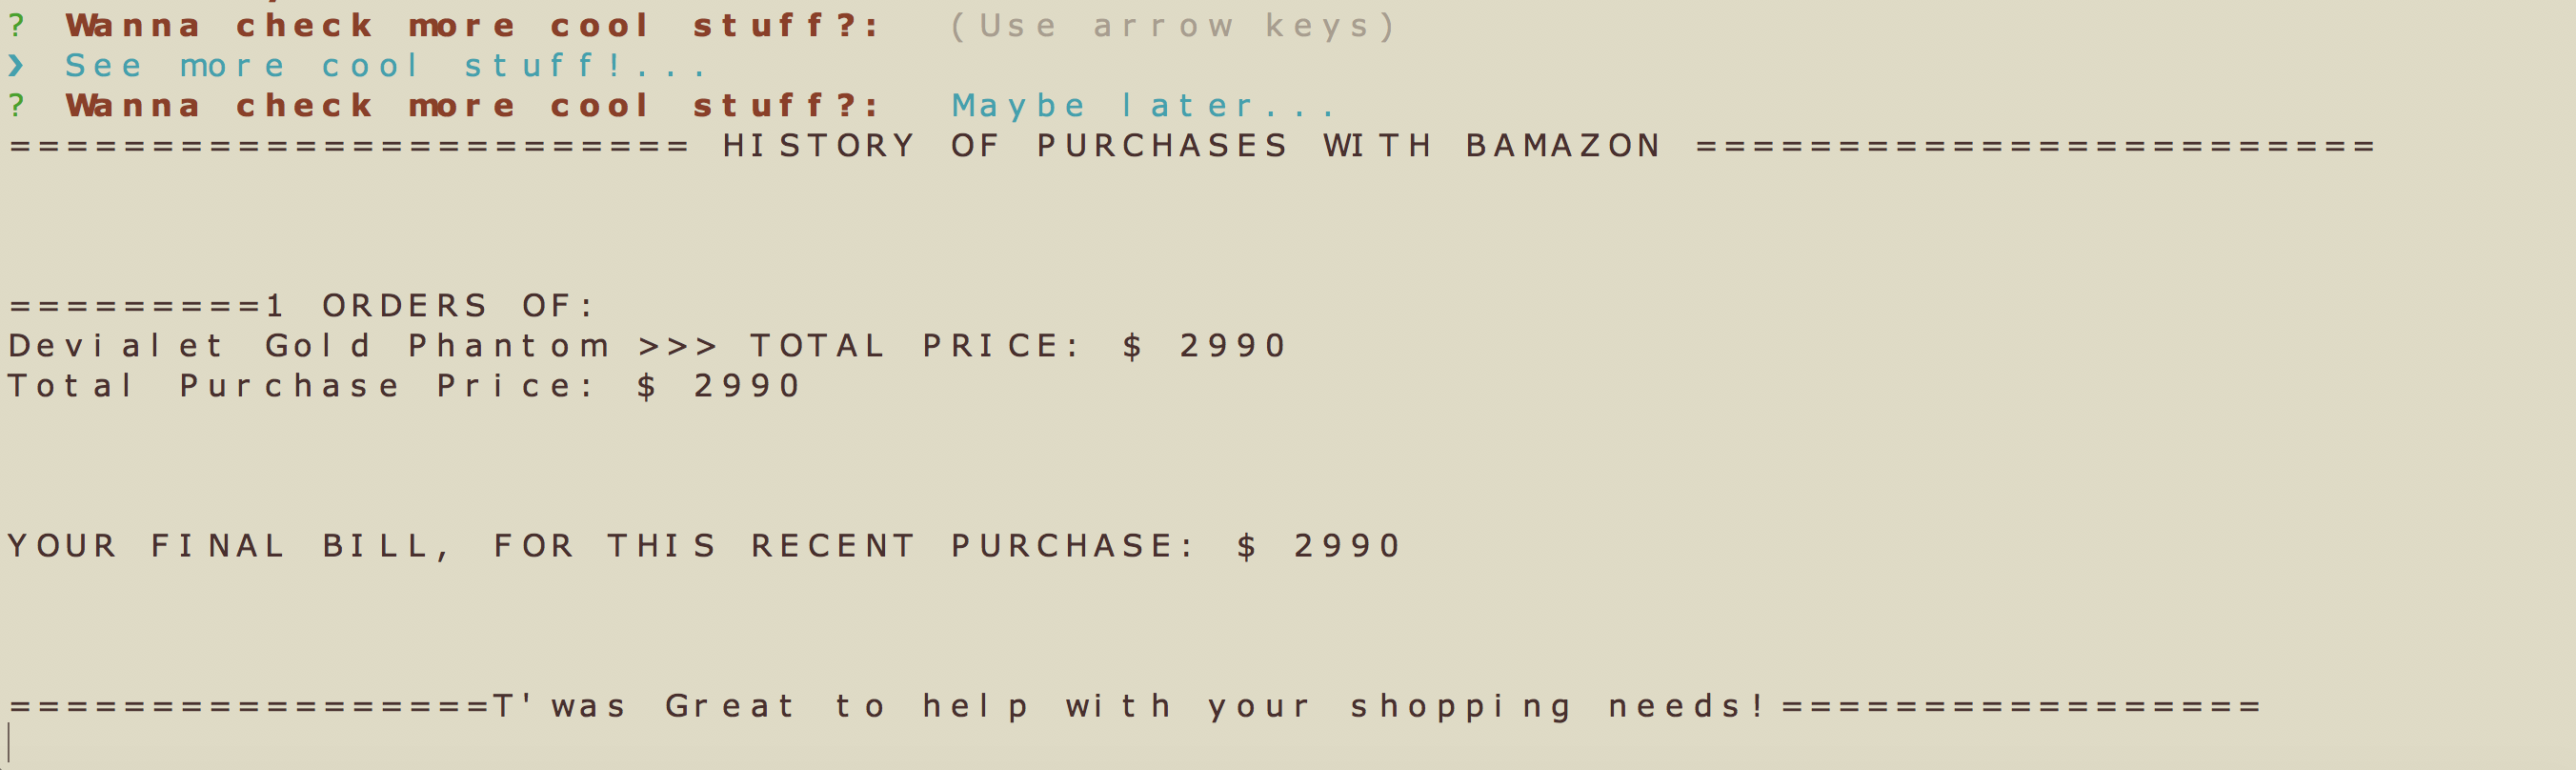 ? Wanna check more cool stuff?: (Use arrow keys)
❯ See more cool stuff!...
? Wanna check more cool stuff?: Maybe later...
======================== HISTORY OF PURCHASES WITH BAMAZON ========================
=========1 ORDERS OF:
Devialet Gold Phantom >>> TOTAL PRICE: $ 2990
Total Purchase Price: $ 2990
YOUR FINAL BILL, FOR THIS RECENT PURCHASE: $ 2990
=================T'was Great to help with your shopping needs!=================